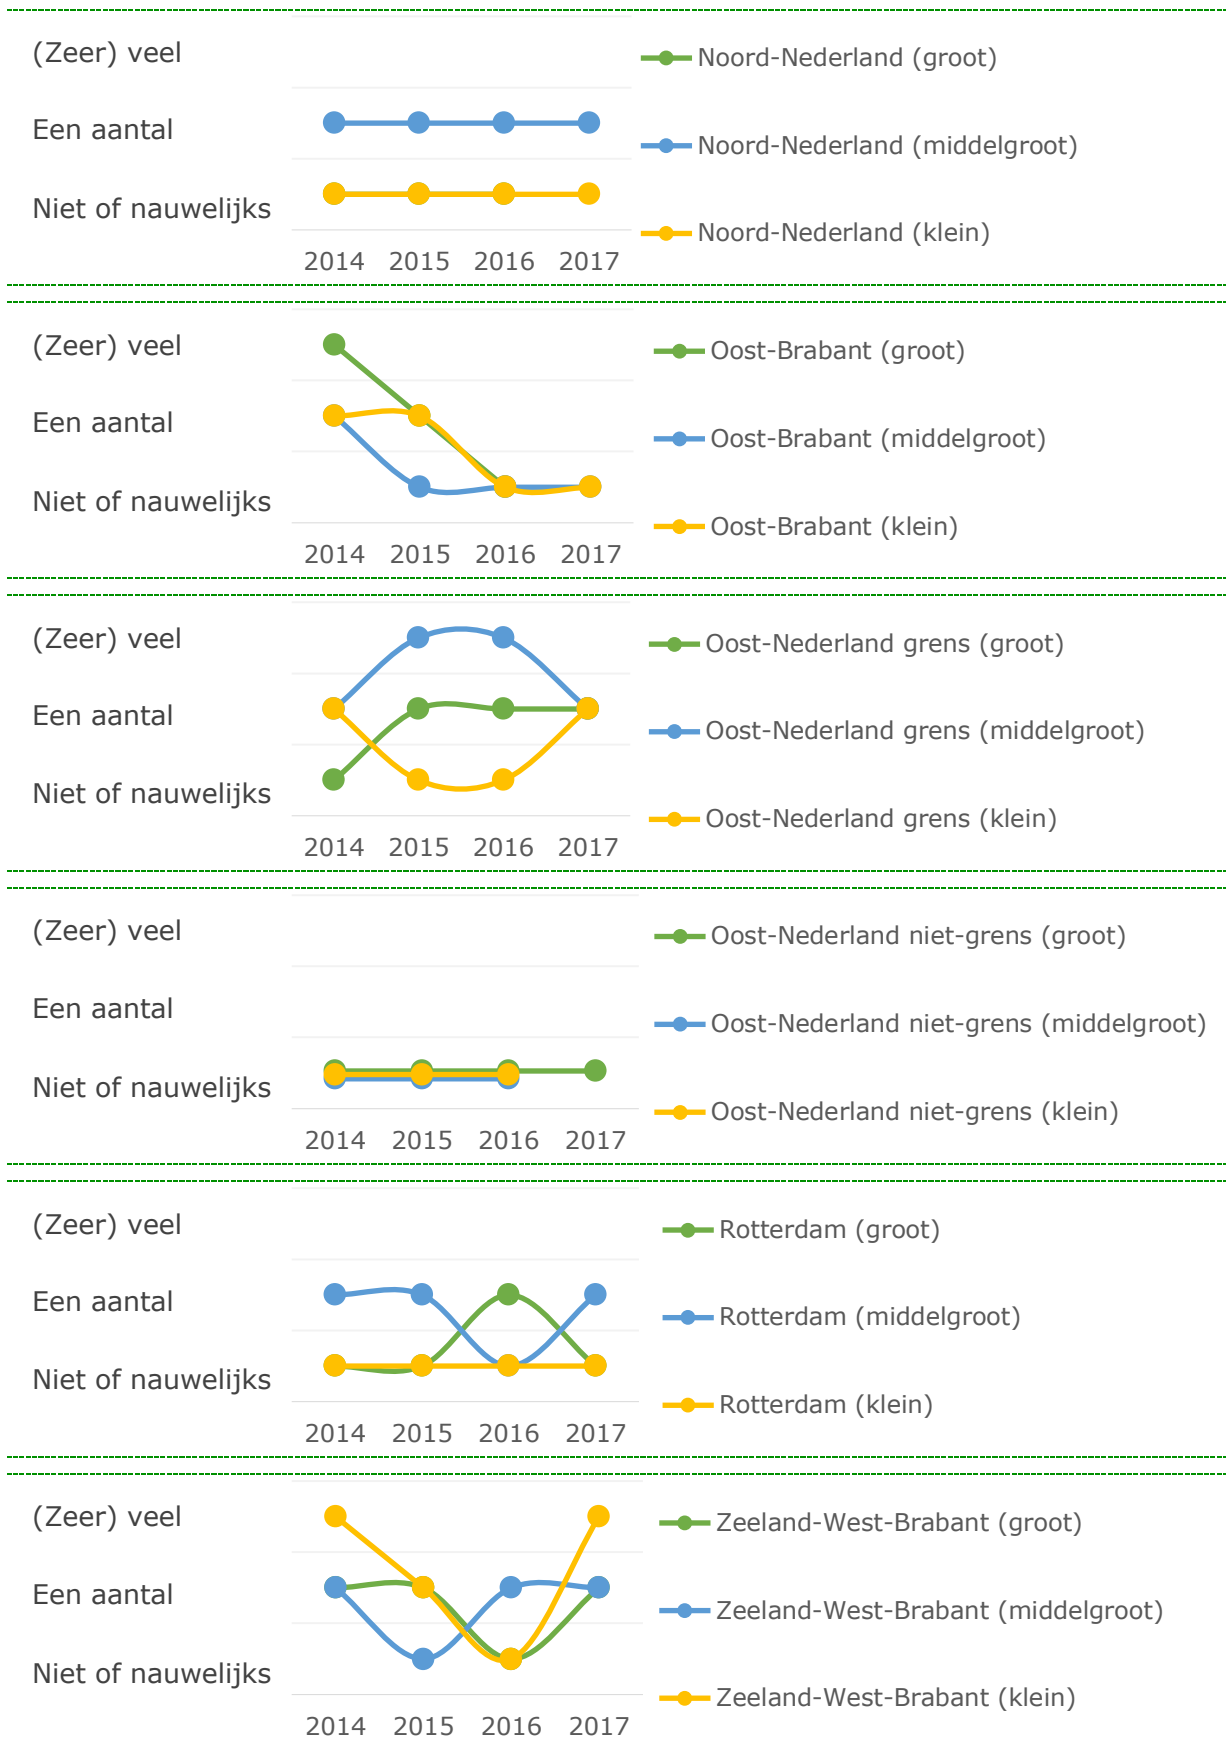 (Zeer) veel
Noord-Nederland (groot)
Een aantal
Noord-Nederland (middelgroot)
Niet of nauwelijks
Noord-Nederland (klein)
2014 2015 2016 2017
(Zeer) veel
Oost-Brabant (groot)
Een aantal
Oost-Brabant (middelgroot)
Niet of nauwelijks
Oost-Brabant (klein)
2014 2015 2016 2017
(Zeer) veel
Oost-Nederland grens (groot)
Een aantal
Oost-Nederland grens (middelgroot)
Niet of nauwelijks
Oost-Nederland grens (klein)
2014 2015 2016 2017
(Zeer) veel
Oost-Nederland niet-grens (groot)
Een aantal
Oost-Nederland niet-grens (middelgroot)
Niet of nauwelijks
Oost-Nederland niet-grens (klein)
2014 2015 2016 2017
(Zeer) veel
Rotterdam (groot)
Een aantal
Rotterdam (middelgroot)
Niet of nauwelijks
Rotterdam (klein)
2014 2015 2016 2017
(Zeer) veel
Zeeland-West-Brabant (groot)
Een aantal
Zeeland-West-Brabant (middelgroot)
Niet of nauwelijks
Zeeland-West-Brabant (klein)
2014 2015 2016 2017